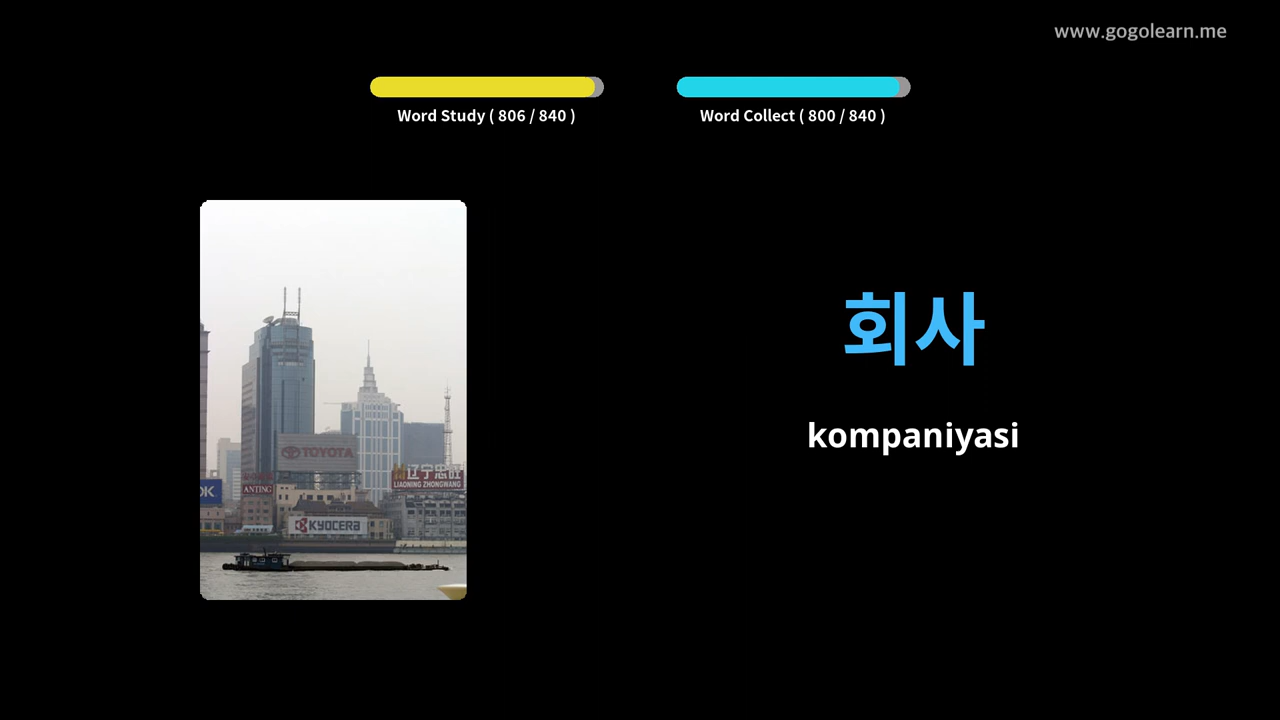 www.gogolearn.me
Word Study ( 806 / 840 )
Word Collect ( 800 / 840 )
회사
kompaniyasi
TOYOTA
辽宁忠旺
LIAONING ZHONGWANG
OK
ANTING
KYOCERA